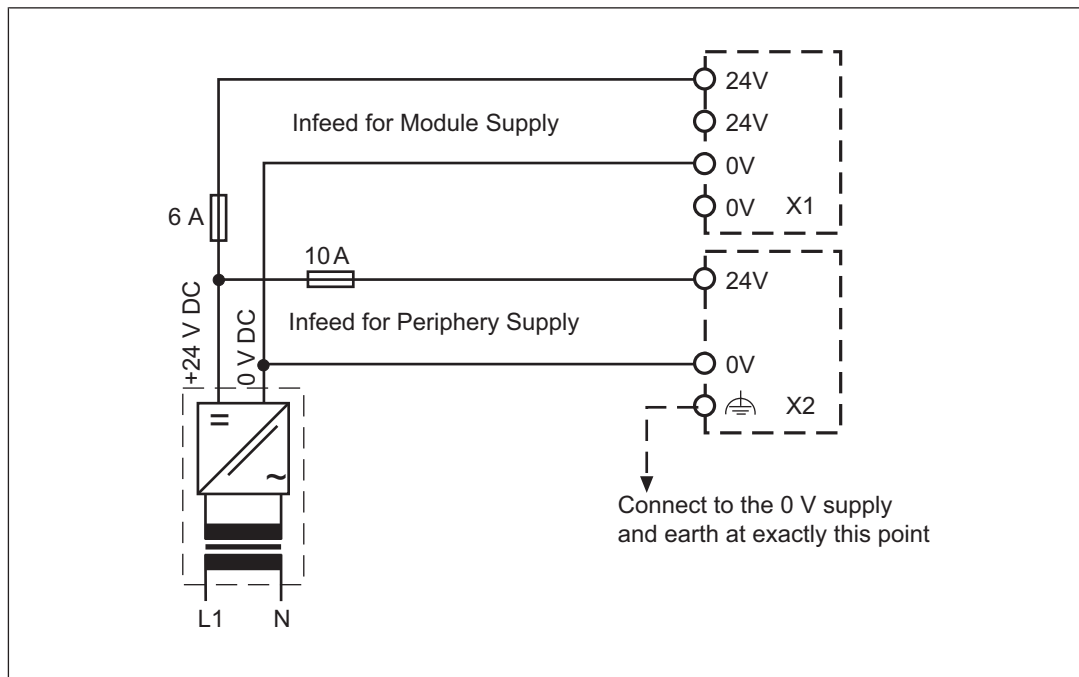 24V
Infeed for Module Supply
24V
0V
6 A
0V X1
10 A
24V
+24 V DC
0 V DC
Infeed for Periphery Supply
0V
X2
=
~
Connect to the 0 V supply
and earth at exactly this point
L1 N